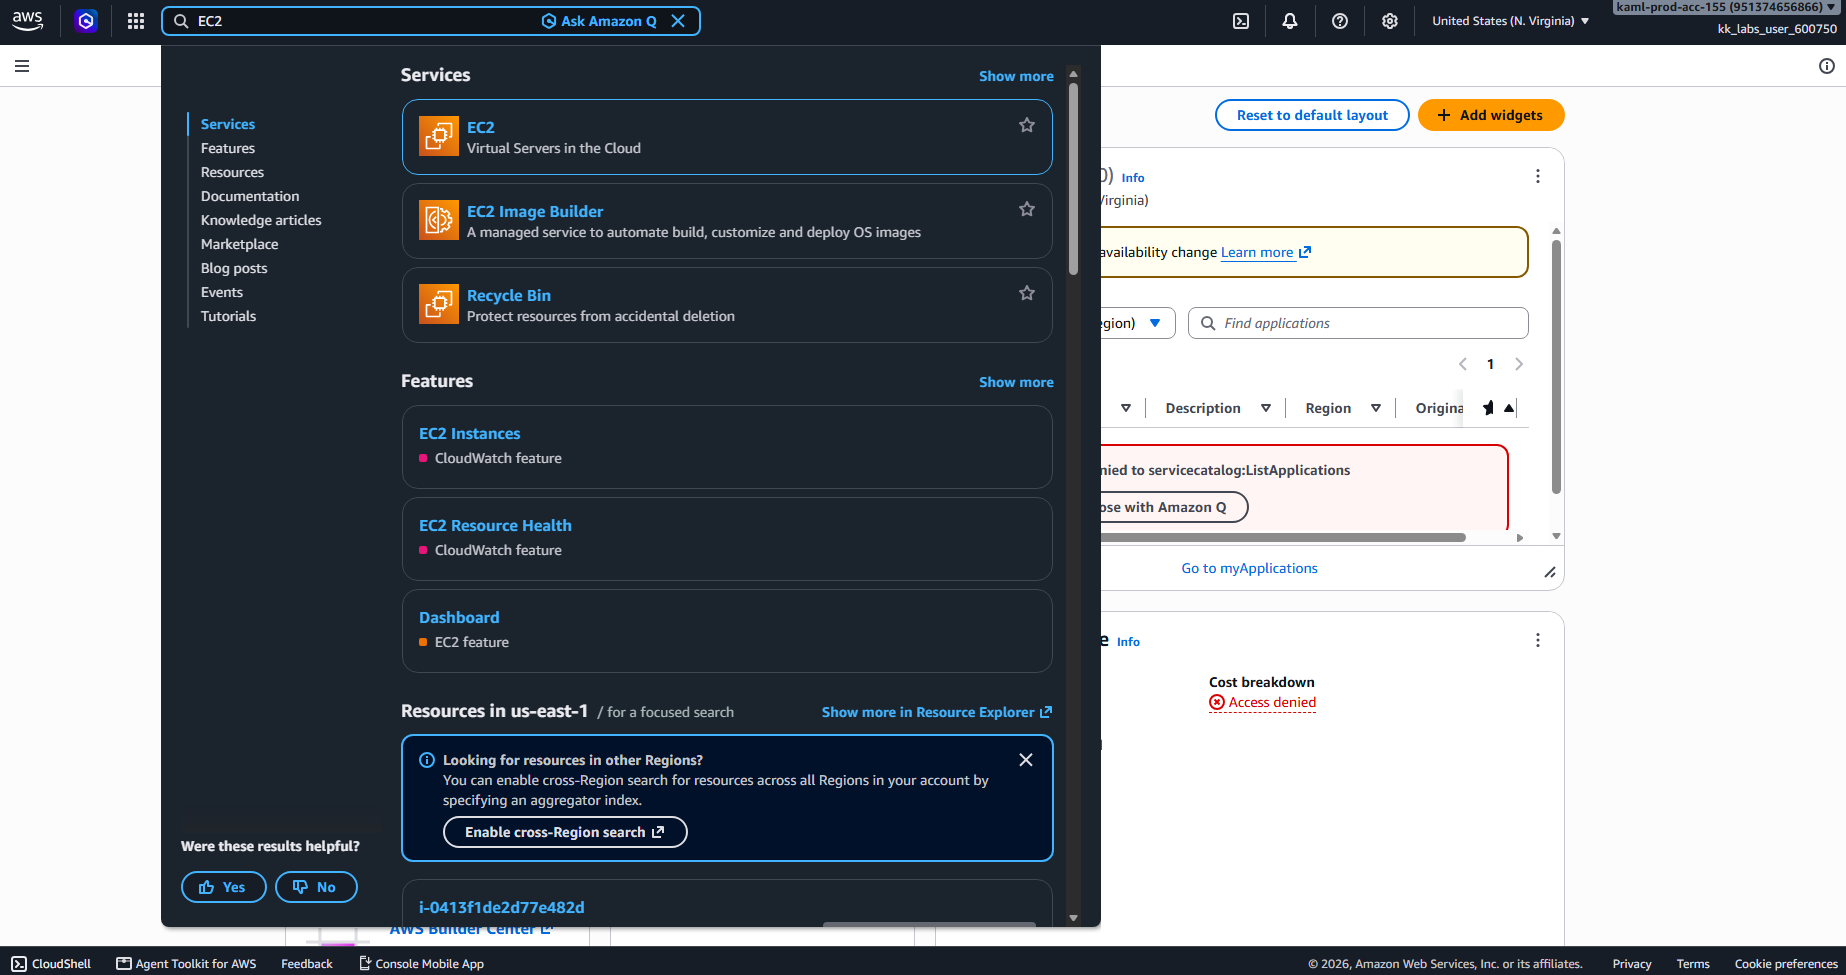 aws
EC2
Ask Amazon Q
United States (N. Virginia)
kaml-prod-acc-155 (951374656866)
kk_labs_user_600750
Services
Features
Resources
Documentation
Knowledge articles
Marketplace
Blog posts
Events
Tutorials
Were these results helpful?
Yes
No
Services
Show more
EC2
Virtual Servers in the Cloud
EC2 Image Builder
A managed service to automate build, customize and deploy OS images
Recycle Bin
Protect resources from accidental deletion
Features
Show more
EC2 Instances
CloudWatch feature
EC2 Resource Health
CloudWatch feature
Dashboard
EC2 feature
Resources in us-east-1 / for a focused search
Show more in Resource Explorer
Looking for resources in other Regions?
You can enable cross-Region search for resources across all Regions in your account by
specifying an aggregator index.
Enable cross-Region search
i-0413f1de2d77e482d
AWS Builder Center
Reset to default layout
Add widgets
0) Info
Virginia)
availability change Learn more
egion)
Find applications
1
Description
Region
Origina
nied to servicecatalog:ListApplications
ose with Amazon Q
Go to myApplications
e Info
Cost breakdown
Access denied
CloudShell
Agent Toolkit for AWS
Feedback
Console Mobile App
© 2026, Amazon Web Services, Inc. or its affiliates.
Privacy
Terms
Cookie preferences